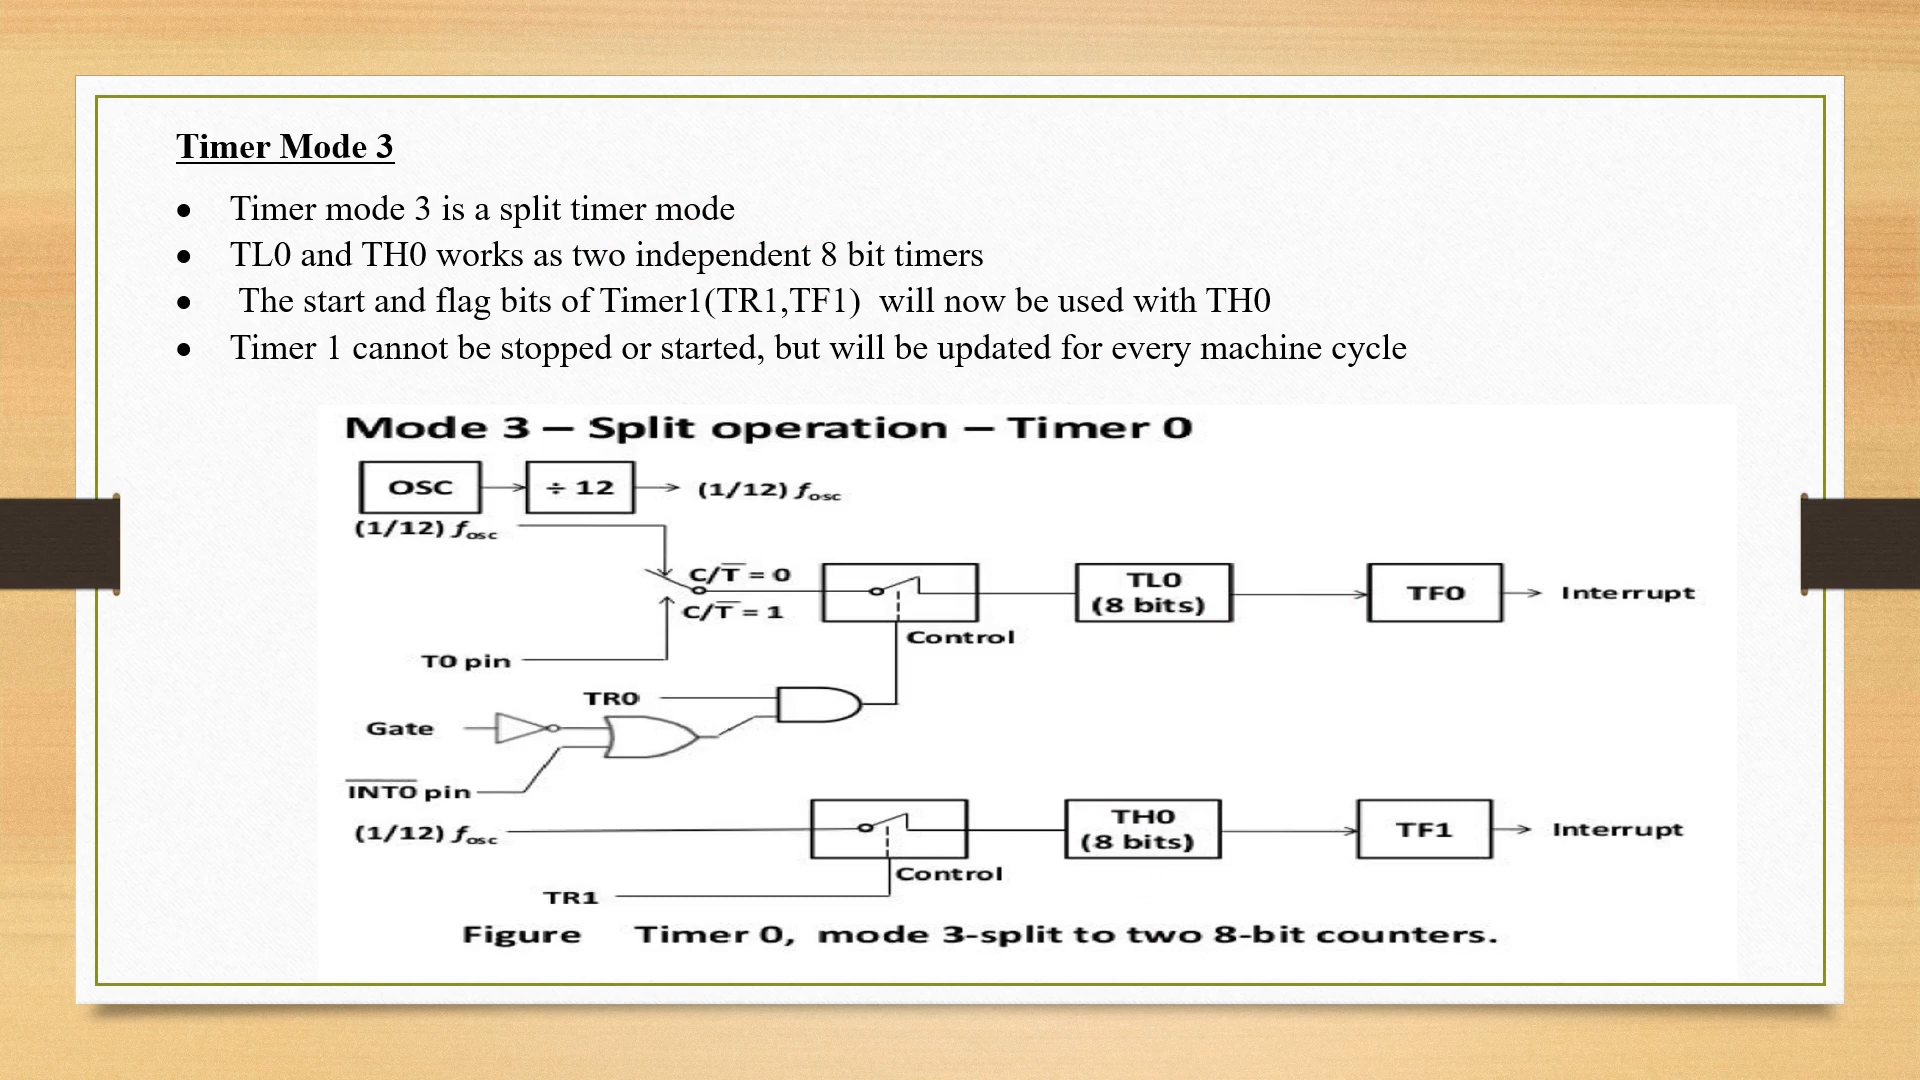 Timer Mode 3
• Timer mode 3 is a split timer mode
• TL0 and TH0 works as two independent 8 bit timers
• The start and flag bits of Timer1(TR1,TF1) will now be used with TH0
• Timer 1 cannot be stopped or started, but will be updated for every machine cycle
Mode 3 – Split operation – Timer 0
OSC ÷ 12 (1/12) fosc
(1/12) fosc
C/T̅ = 0
TL0
(8 bits)
TF0 Interrupt
C/T̅ = 1
Control
T0 pin
TR0
Gate
I̅N̅T̅0̅ pin
(1/12) fosc
TH0
(8 bits)
TF1 Interrupt
Control
TR1
Figure Timer 0, mode 3-split to two 8-bit counters.